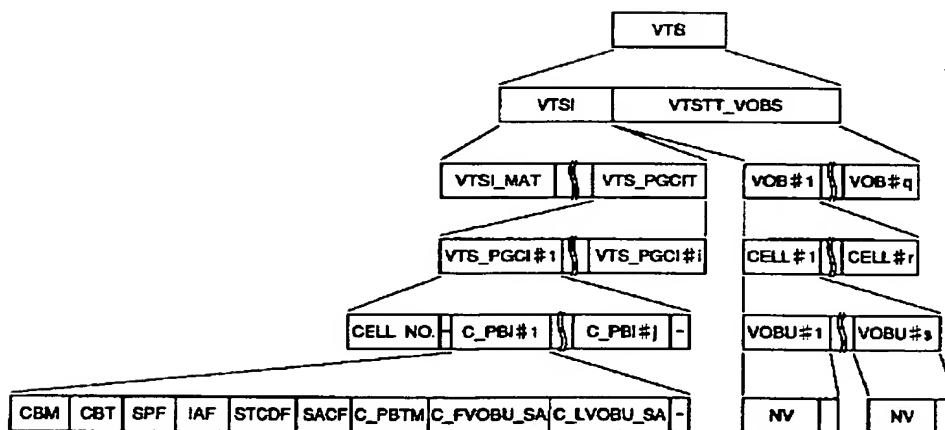 VTS
VTSI VTSTT_VOBS
VTSI_MAT VTS_PGCIT VOB#1 VOB#q
VTS_PGCI#1 VTS_PGCI#i CELL#1 CELL#r
CELL NO. - C_PBI#1 C_PBI#j - VOBU#1 VOBU#s
CBM CBT SPF IAF STCDF SACF C_PBTM C_FVOBU_SA C_LVOBU_SA - NV NV